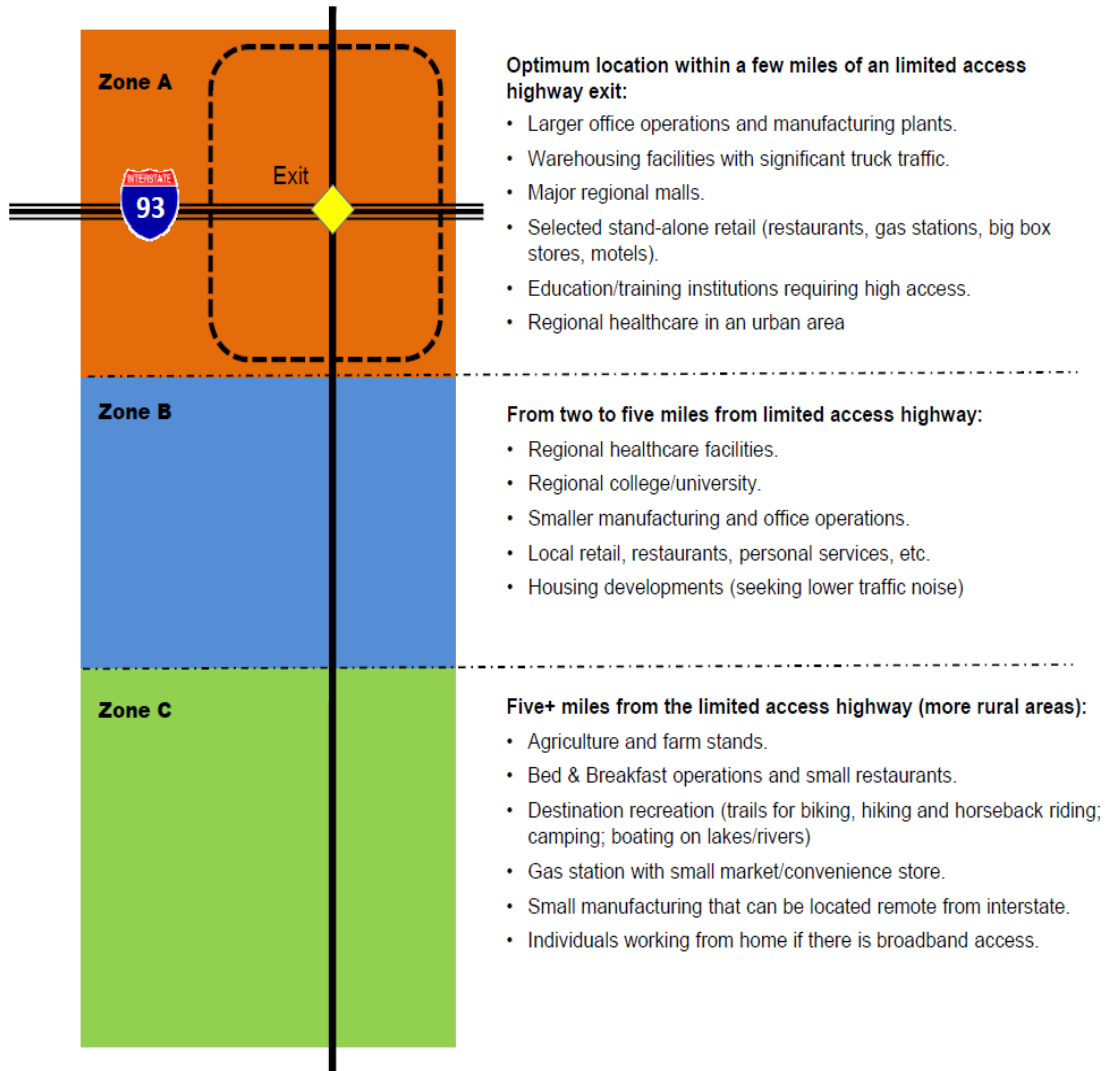 Zone A
Exit
INTERSTATE
93
Optimum location within a few miles of an limited access
highway exit:
• Larger office operations and manufacturing plants.
• Warehousing facilities with significant truck traffic.
• Major regional malls.
• Selected stand-alone retail (restaurants, gas stations, big box
stores, motels).
• Education/training institutions requiring high access.
• Regional healthcare in an urban area
Zone B
From two to five miles from limited access highway:
• Regional healthcare facilities.
• Regional college/university.
• Smaller manufacturing and office operations.
• Local retail, restaurants, personal services, etc.
• Housing developments (seeking lower traffic noise)
Zone C
Five+ miles from the limited access highway (more rural areas):
• Agriculture and farm stands.
• Bed & Breakfast operations and small restaurants.
• Destination recreation (trails for biking, hiking and horseback riding;
camping; boating on lakes/rivers)
• Gas station with small market/convenience store.
• Small manufacturing that can be located remote from interstate.
• Individuals working from home if there is broadband access.